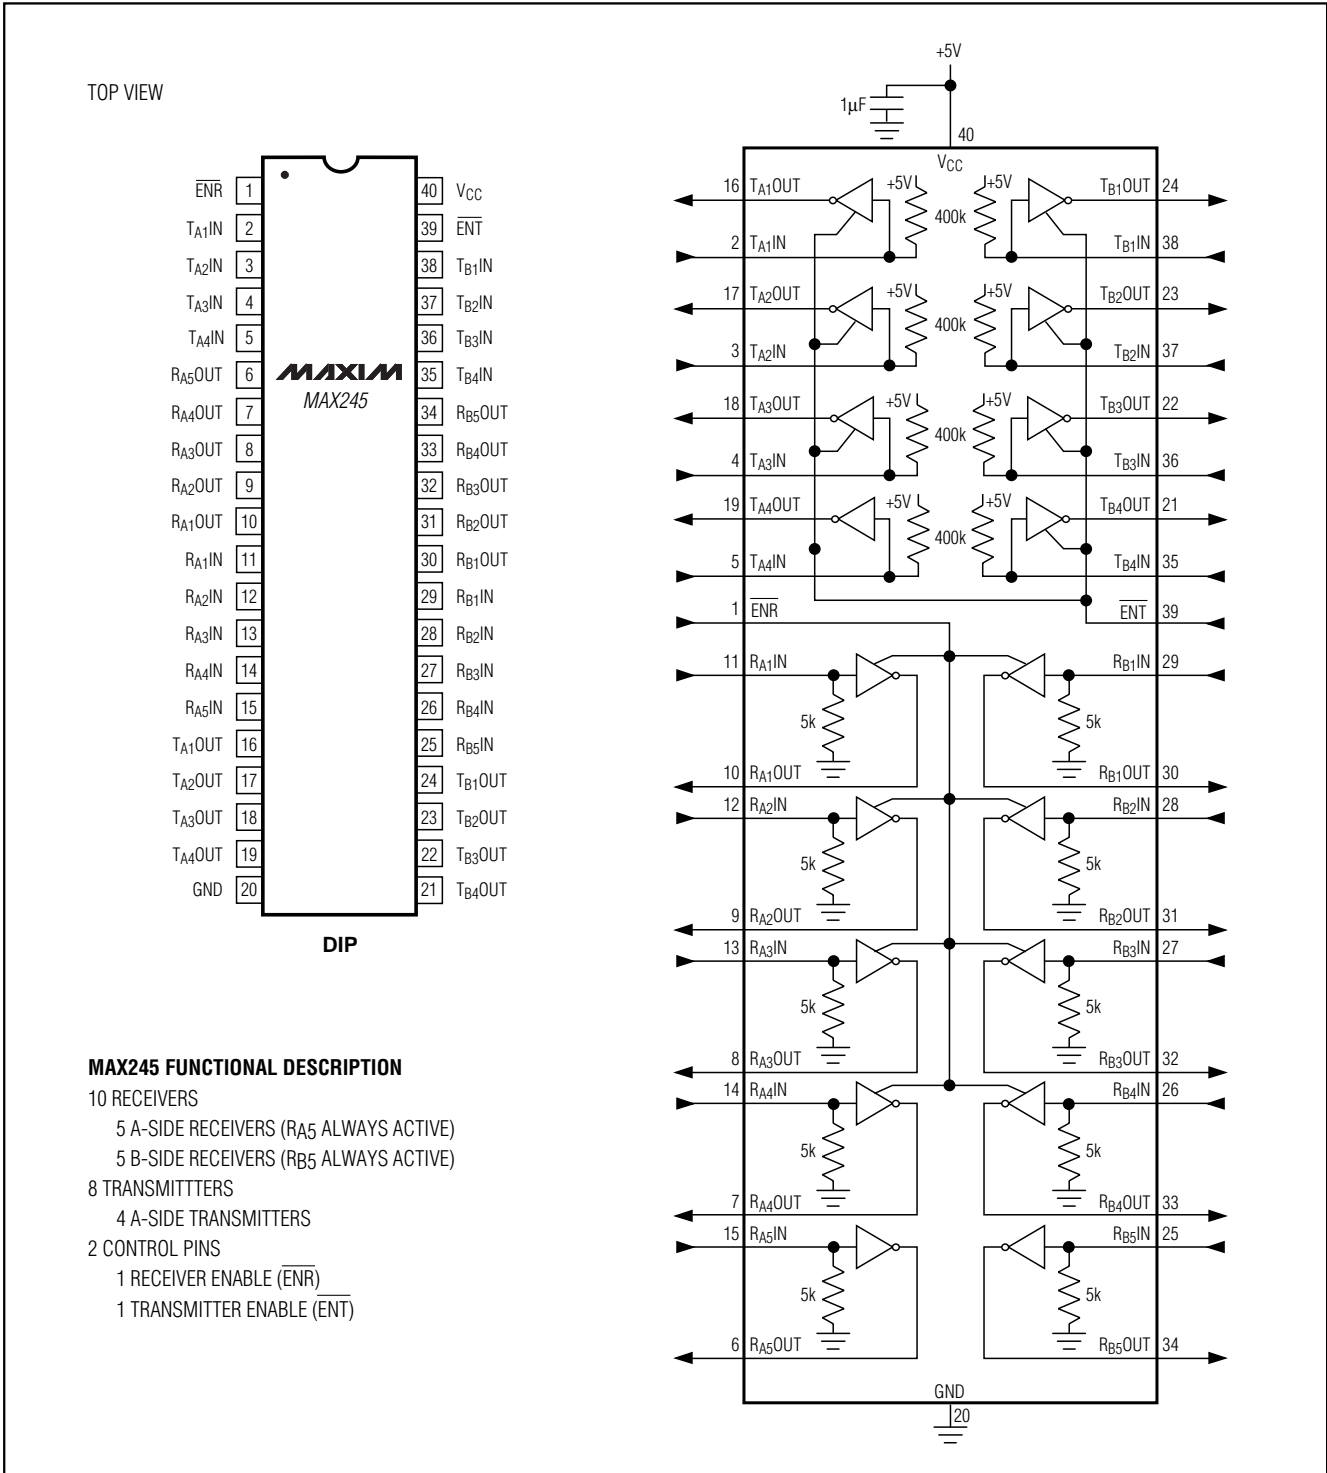 TOP VIEW
ENR 1
TA1IN 2
TA2IN 3
TA3IN 4
TA4IN 5
RA5OUT 6
RA4OUT 7
RA3OUT 8
RA2OUT 9
RA1OUT 10
RA1IN 11
RA2IN 12
RA3IN 13
RA4IN 14
RA5IN 15
TA1OUT 16
TA2OUT 17
TA3OUT 18
TA4OUT 19
GND 20
MAXIM
MAX245
40 VCC
39 ENT
38 TB1IN
37 TB2IN
36 TB3IN
35 TB4IN
34 RB5OUT
33 RB4OUT
32 RB3OUT
31 RB2OUT
30 RB1OUT
29 RB1IN
28 RB2IN
27 RB3IN
26 RB4IN
25 RB5IN
24 TB1OUT
23 TB2OUT
22 TB3OUT
21 TB4OUT
DIP
MAX245 FUNCTIONAL DESCRIPTION
10 RECEIVERS
5 A-SIDE RECEIVERS (RA5 ALWAYS ACTIVE)
5 B-SIDE RECEIVERS (RB5 ALWAYS ACTIVE)
8 TRANSMITTTERS
4 A-SIDE TRANSMITTERS
2 CONTROL PINS
1 RECEIVER ENABLE (ENR)
1 TRANSMITTER ENABLE (ENT)
+5V
1µF
40
VCC
16 TA1OUT +5V +5V TB1OUT 24
400k
2 TA1IN TB1IN 38
17 TA2OUT +5V +5V TB2OUT 23
400k
3 TA2IN TB2IN 37
18 TA3OUT +5V +5V TB3OUT 22
400k
4 TA3IN TB3IN 36
19 TA4OUT +5V +5V TB4OUT 21
400k
5 TA4IN TB4IN 35
1 ENR ENT 39
11 RA1IN RB1IN 29
5k 5k
10 RA1OUT RB1OUT 30
12 RA2IN RB2IN 28
5k 5k
9 RA2OUT RB2OUT 31
13 RA3IN RB3IN 27
5k 5k
8 RA3OUT RB3OUT 32
14 RA4IN RB4IN 26
5k 5k
7 RA4OUT RB4OUT 33
15 RA5IN RB5IN 25
5k 5k
6 RA5OUT RB5OUT 34
GND
20